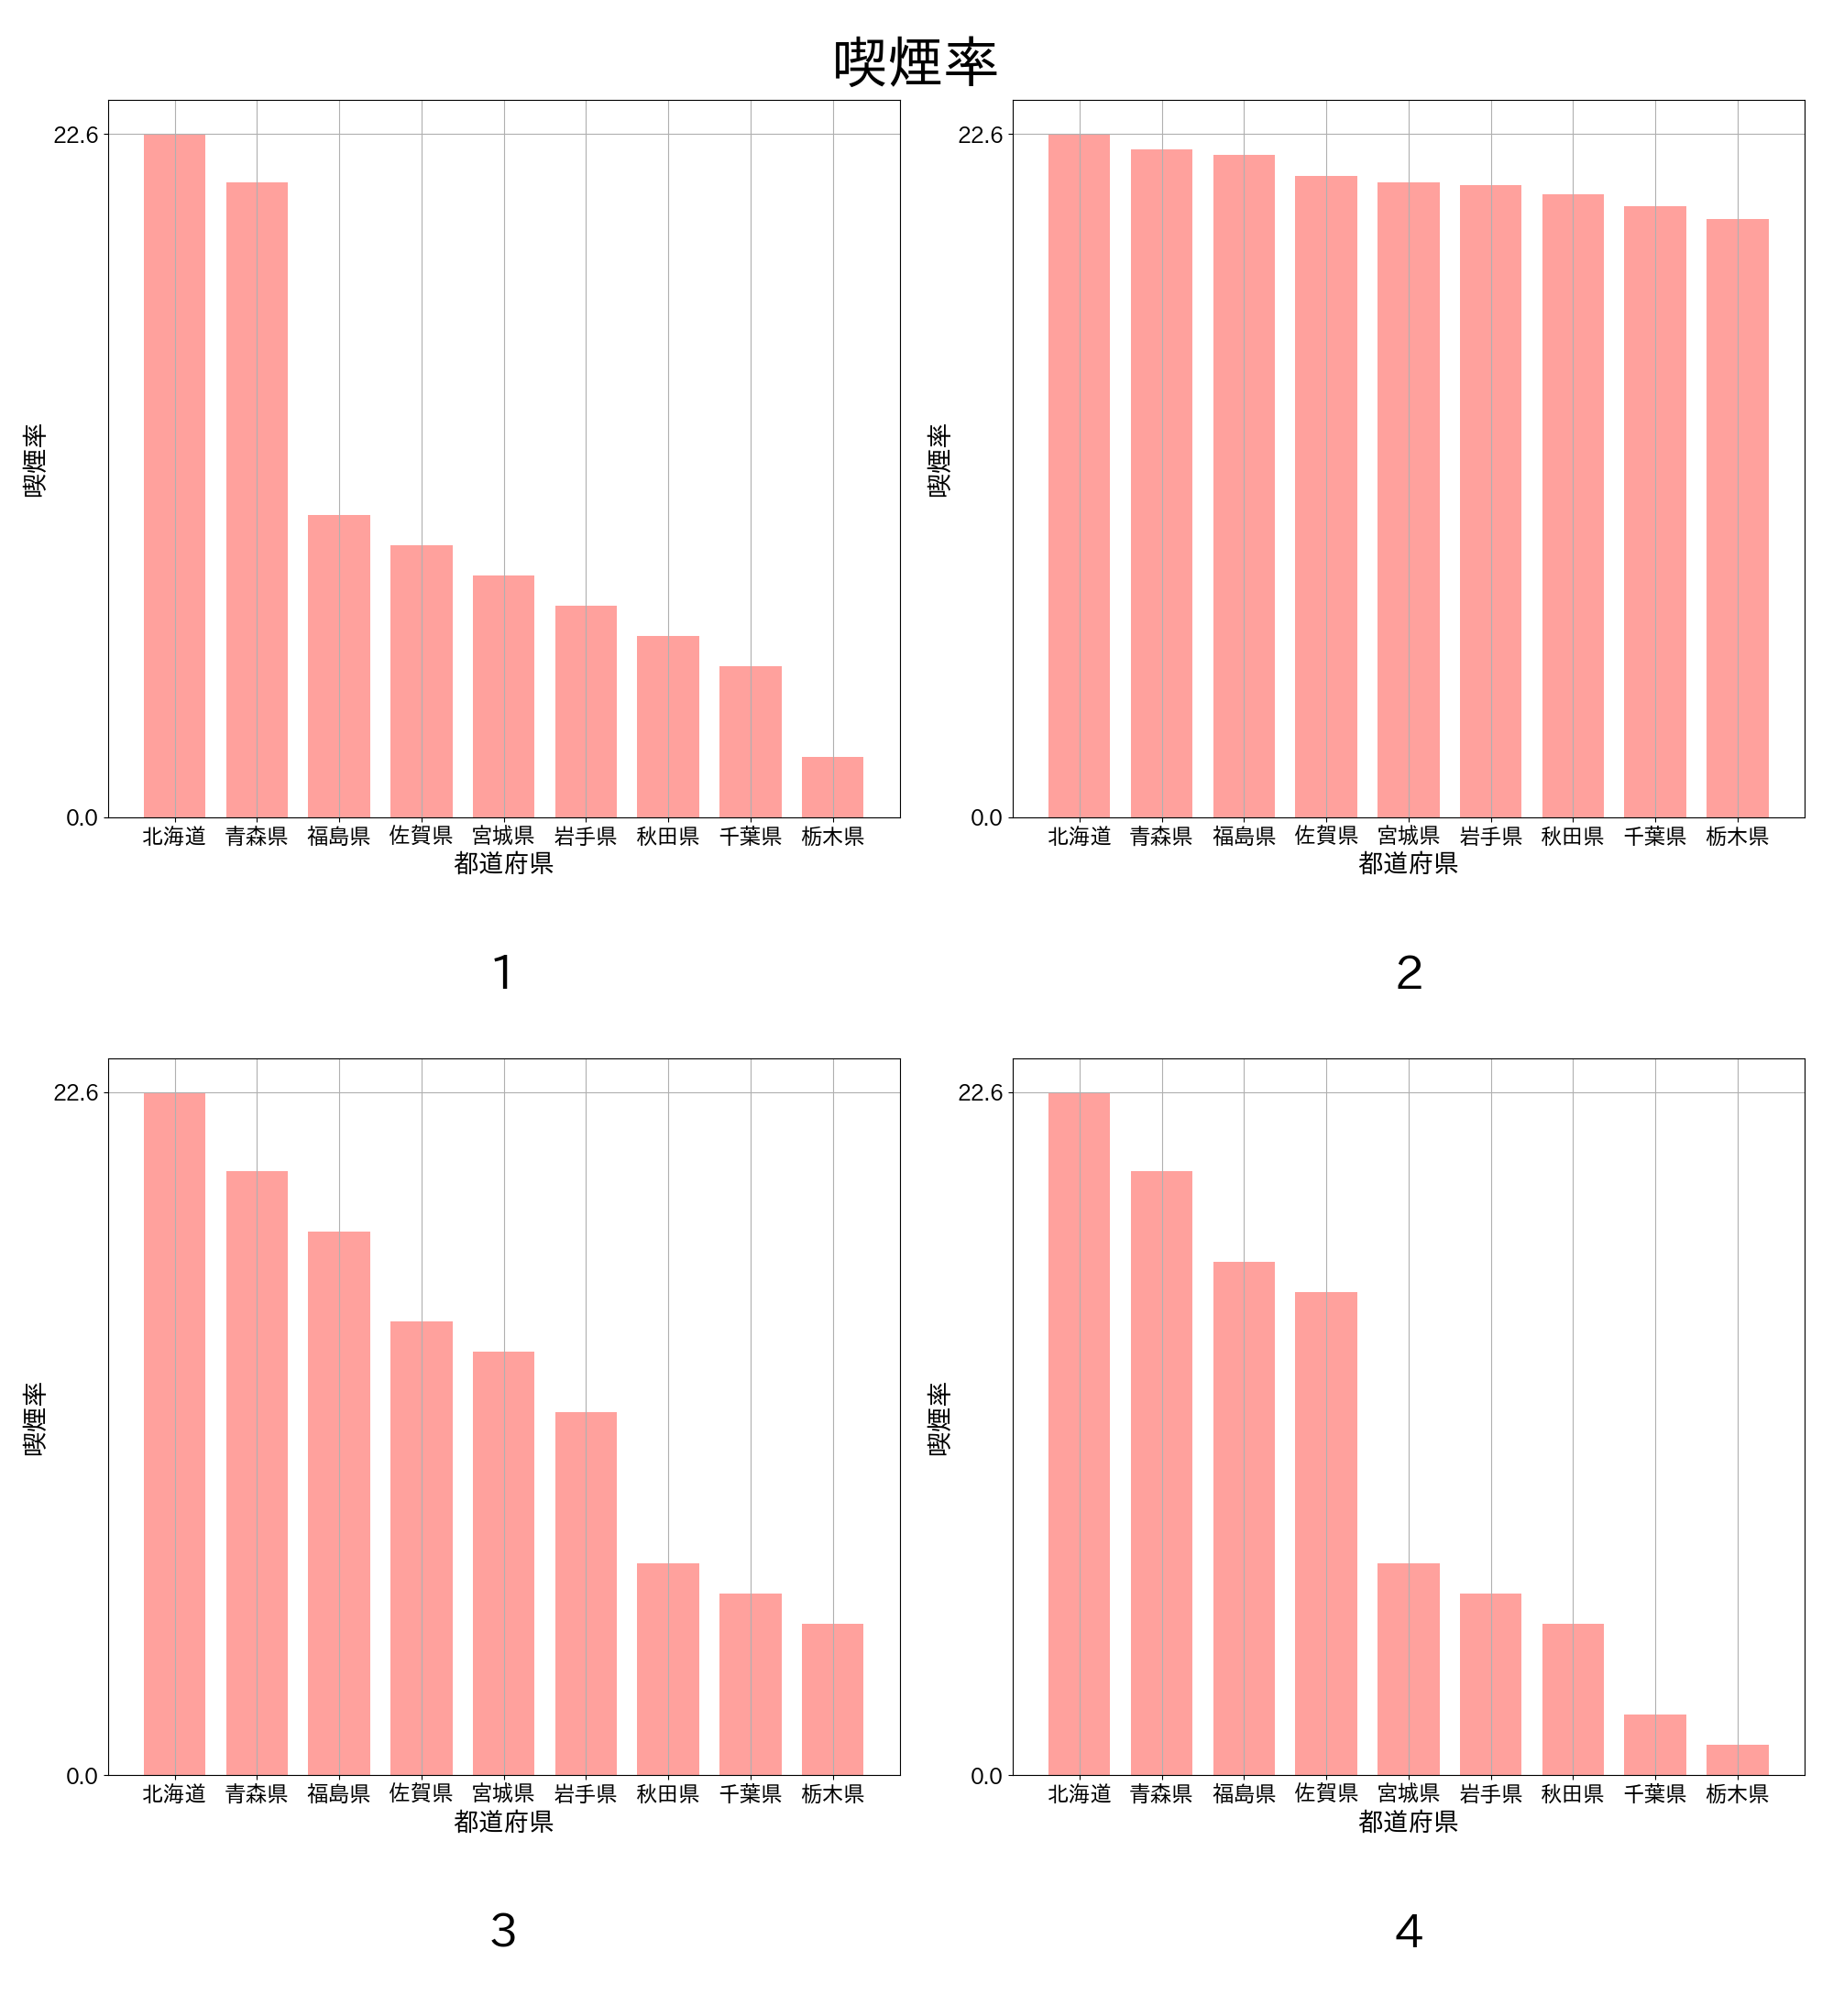 喫煙率
22.6
0.0
喫煙率
北海道 青森県 福島県 佐賀県 宮城県 岩手県 秋田県 千葉県 栃木県
都道府県
1
22.6
0.0
喫煙率
北海道 青森県 福島県 佐賀県 宮城県 岩手県 秋田県 千葉県 栃木県
都道府県
2
22.6
0.0
喫煙率
北海道 青森県 福島県 佐賀県 宮城県 岩手県 秋田県 千葉県 栃木県
都道府県
3
22.6
0.0
喫煙率
北海道 青森県 福島県 佐賀県 宮城県 岩手県 秋田県 千葉県 栃木県
都道府県
4